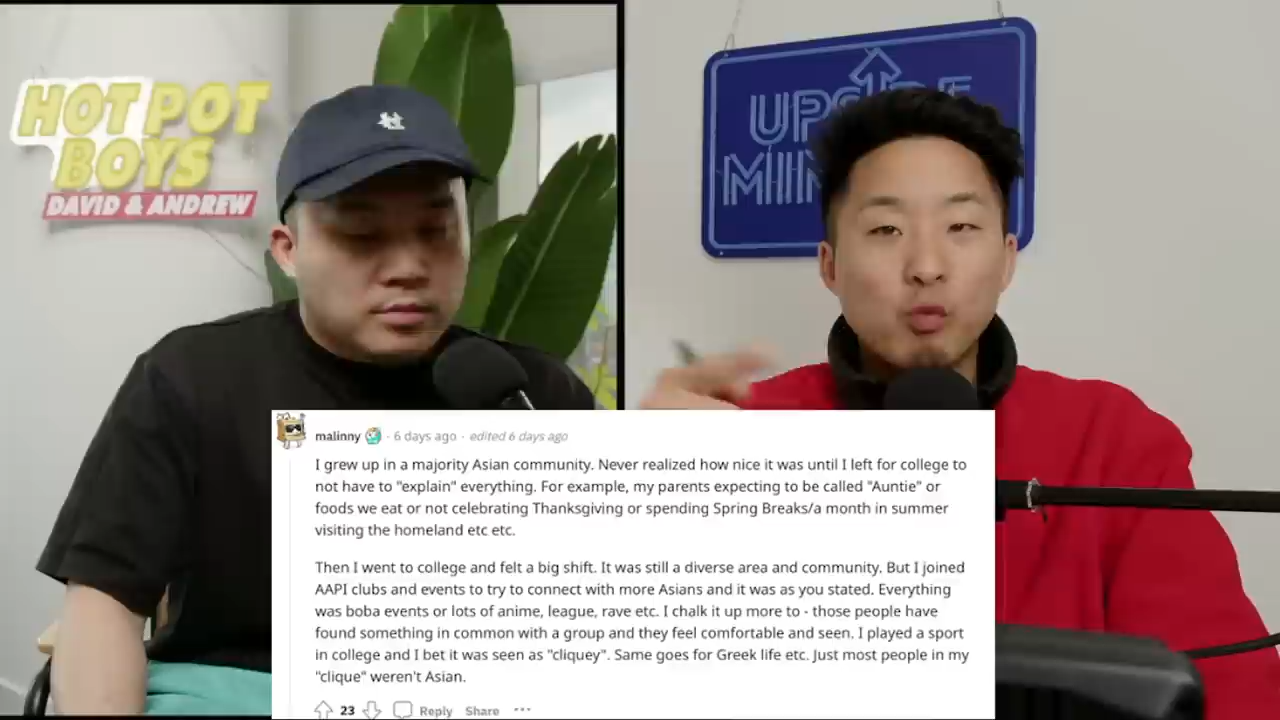 HOT POT
BOYS
DAVID & ANDREW
malinny · 6 days ago · edited 6 days ago
I grew up in a majority Asian community. Never realized how nice it was until I left for college to
not have to "explain" everything. For example, my parents expecting to be called "Auntie" or
foods we eat or not celebrating Thanksgiving or spending Spring Breaks/a month in summer
visiting the homeland etc etc.
Then I went to college and felt a big shift. It was still a diverse area and community. But I joined
AAPI clubs and events to try to connect with more Asians and it was as you stated. Everything
was boba events or lots of anime, league, rave etc. I chalk it up more to - those people have
found something in common with a group and they feel comfortable and seen. I played a sport
in college and I bet it was seen as "cliquey". Same goes for Greek life etc. Just most people in my
"clique" weren't Asian.
23 Reply Share ...